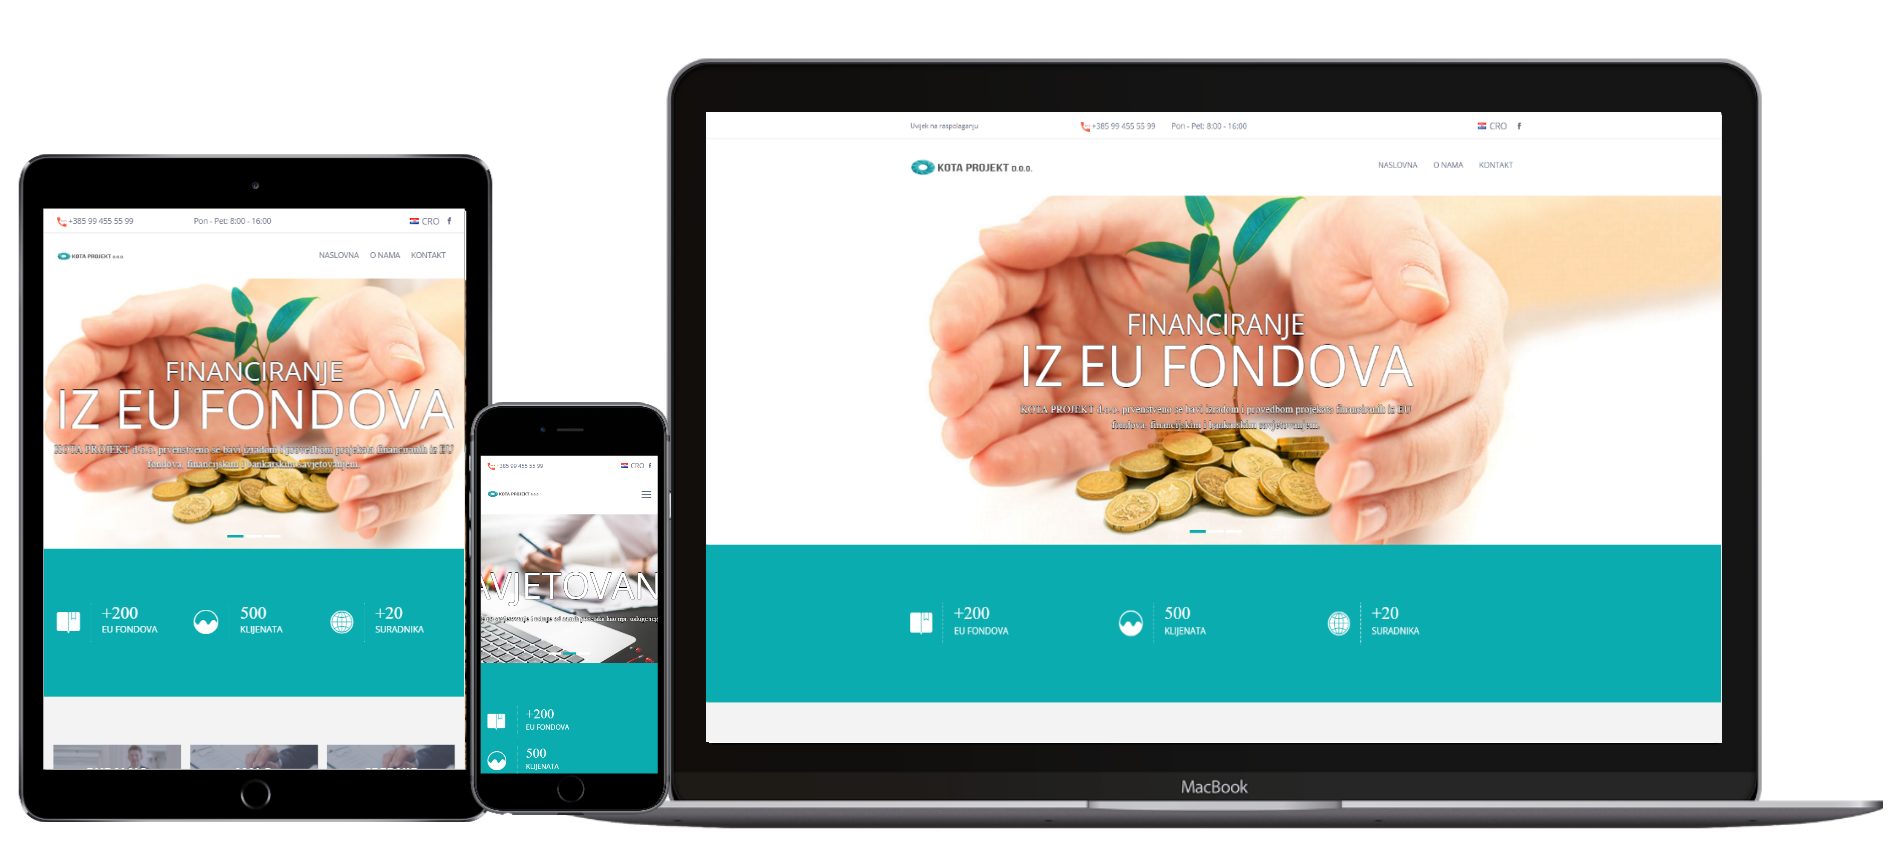 +385 99 455 55 99
Pon - Pet: 8:00 - 16:00
CRO f
KOTA PROJEKT D.O.O.
NASLOVNA O NAMA KONTAKT
FINANCIRANJE
IZ EU FONDOVA
KOTA PROJEKT d.o.o. prvenstveno se bavi izradom i provedbom projekata financiranih iz EU
fondova, financijskim i bankarskim savjetovanjem.
+200
EU FONDOVA
500
KLIJENATA
+20
SURADNIKA
+385 99 455 55 99
CRO f
KOTA PROJEKT D.O.O.
AVJETOVAN
+200
EU FONDOVA
500
KLIJENATA
Uvijek na raspolaganju
+385 99 455 55 99
Pon - Pet: 8:00 - 16:00
CRO f
KOTA PROJEKT D.O.O.
NASLOVNA O NAMA KONTAKT
FINANCIRANJE
IZ EU FONDOVA
KOTA PROJEKT d.o.o. prvenstveno se bavi izradom i provedbom projekata financiranih iz EU
fondova, financijskim i bankarskim savjetovanjem.
+200
EU FONDOVA
500
KLIJENATA
+20
SURADNIKA
MacBook